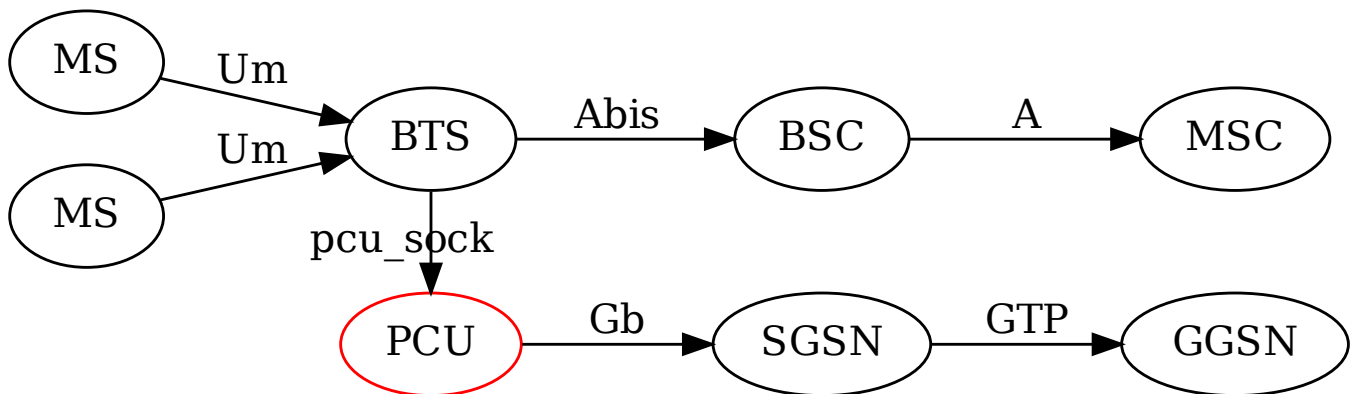 MS
Um
MS
Um
BTS
Abis
BSC
A
MSC
pcu_sock
PCU
Gb
SGSN
GTP
GGSN